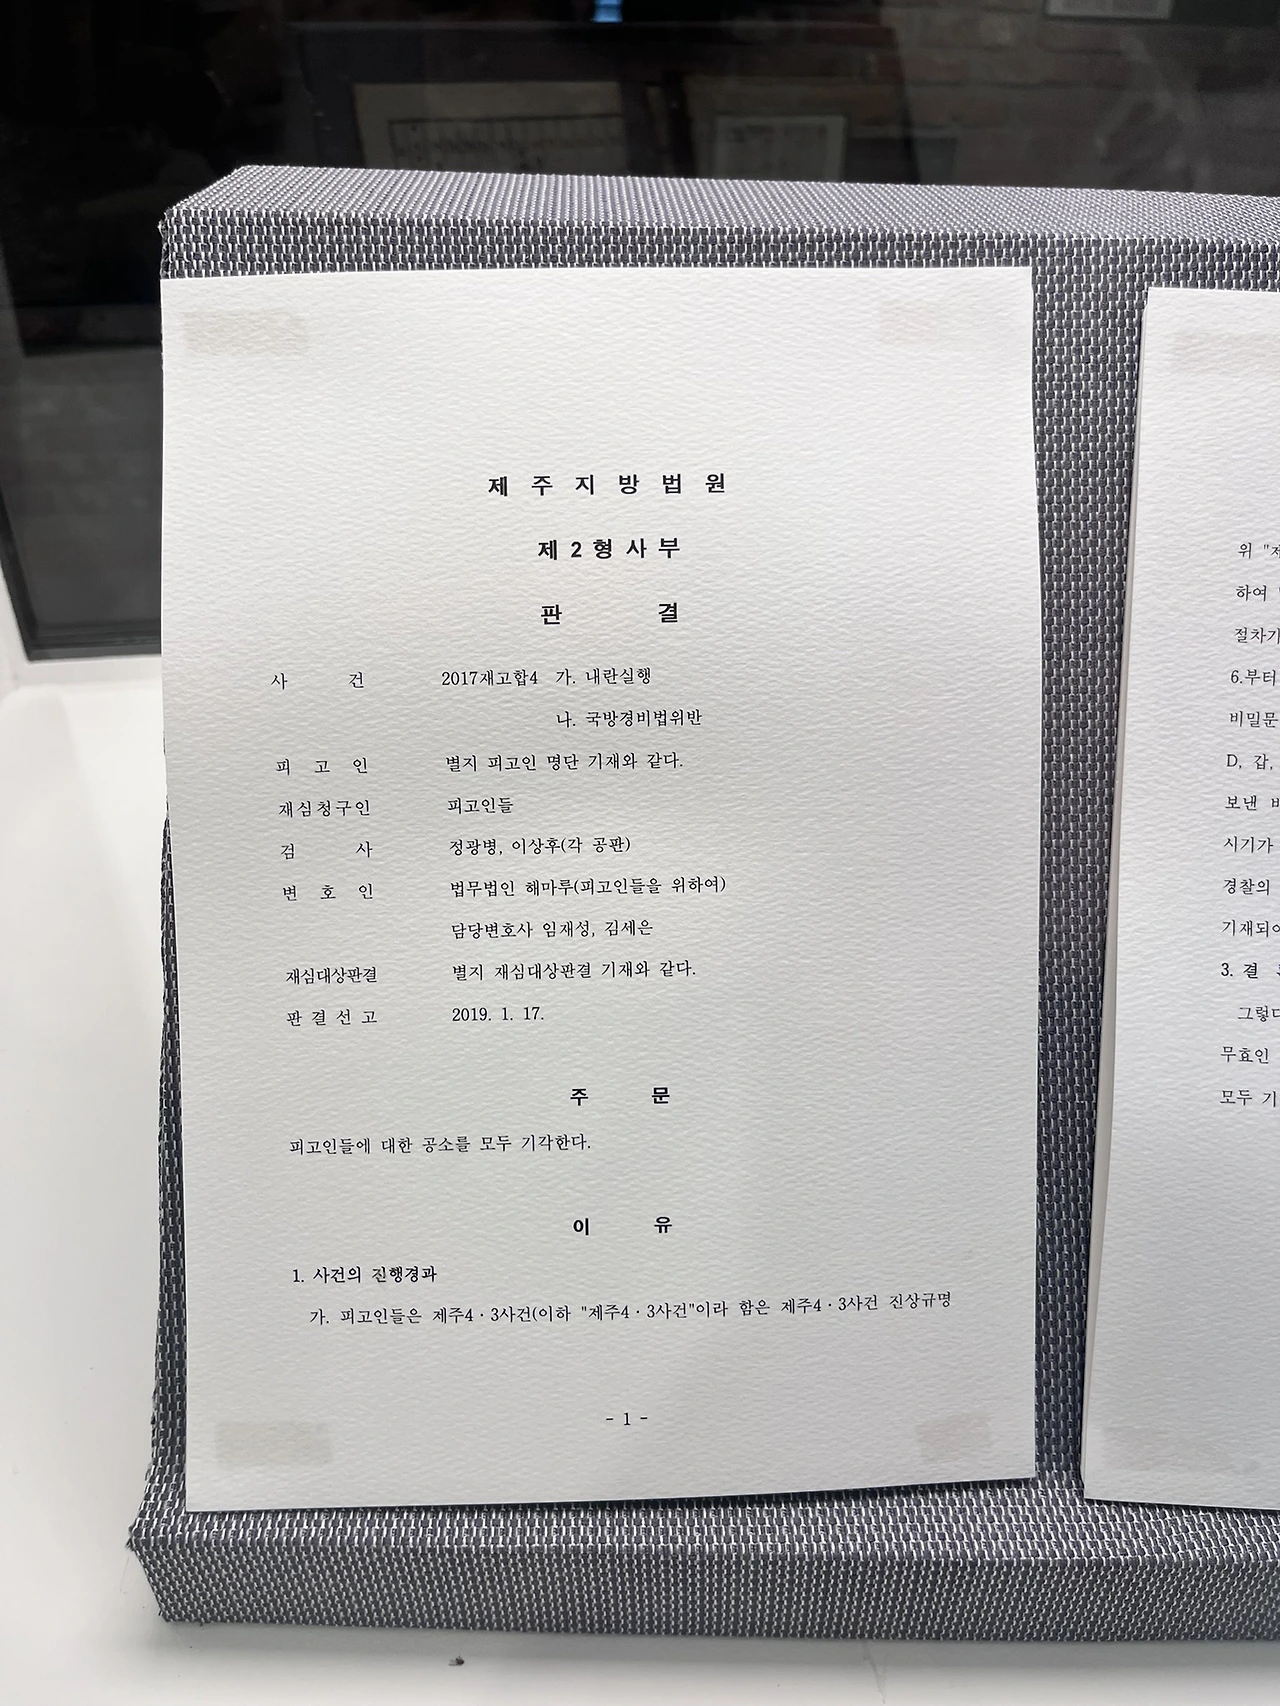 제 주 지 방 법 원
제 2 형 사 부
판 결
사 건 2017재고합4 가. 내란실행
나. 국방경비법위반
피 고 인 별지 피고인 명단 기재와 같다.
재심청구인 피고인들
검 사 정광병, 이상후(각 공판)
변 호 인 법무법인 해마루(피고인들을 위하여)
담당변호사 임재성, 김세은
재심대상판결 별지 재심대상판결 기재와 같다.
판 결 선 고 2019. 1. 17.
주 문
피고인들에 대한 공소를 모두 기각한다.
이 유
1. 사건의 진행경과
가. 피고인들은 제주4·3사건(이하 "제주4·3사건"이라 함은 제주4·3사건 진상규명
- 1 -
위
하여
절차기
6.부터
비밀문
D, 갑,
보낸
시기가
경찰의
기재되어
3. 결
그렇다
무효인
모두 기